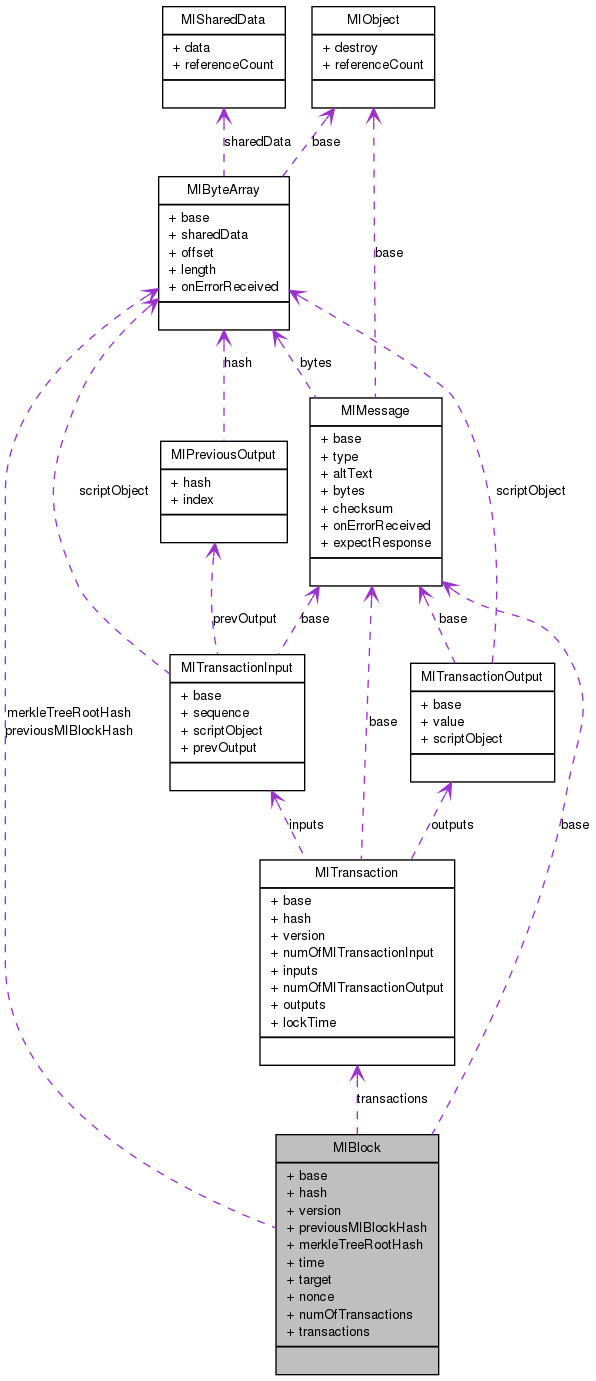 MISharedData
+ data
+ referenceCount
MIObject
+ destroy
+ referenceCount
sharedData
base
MIByteArray
+ base
+ sharedData
+ offset
+ length
+ onErrorReceived
base
hash
bytes
MIMessage
+ base
+ type
+ altText
+ bytes
+ checksum
+ onErrorReceived
+ expectResponse
MIPreviousOutput
+ hash
+ index
scriptObject
scriptObject
prevOutput
base
base
MITransactionInput
+ base
+ sequence
+ scriptObject
+ prevOutput
MITransactionOutput
+ base
+ value
+ scriptObject
merkleTreeRootHash
previousMIBlockHash
base
inputs
outputs
base
MITransaction
+ base
+ hash
+ version
+ numOfMITransactionInput
+ inputs
+ numOfMITransactionOutput
+ outputs
+ lockTime
transactions
MIBlock
+ base
+ hash
+ version
+ previousMIBlockHash
+ merkleTreeRootHash
+ time
+ target
+ nonce
+ numOfTransactions
+ transactions